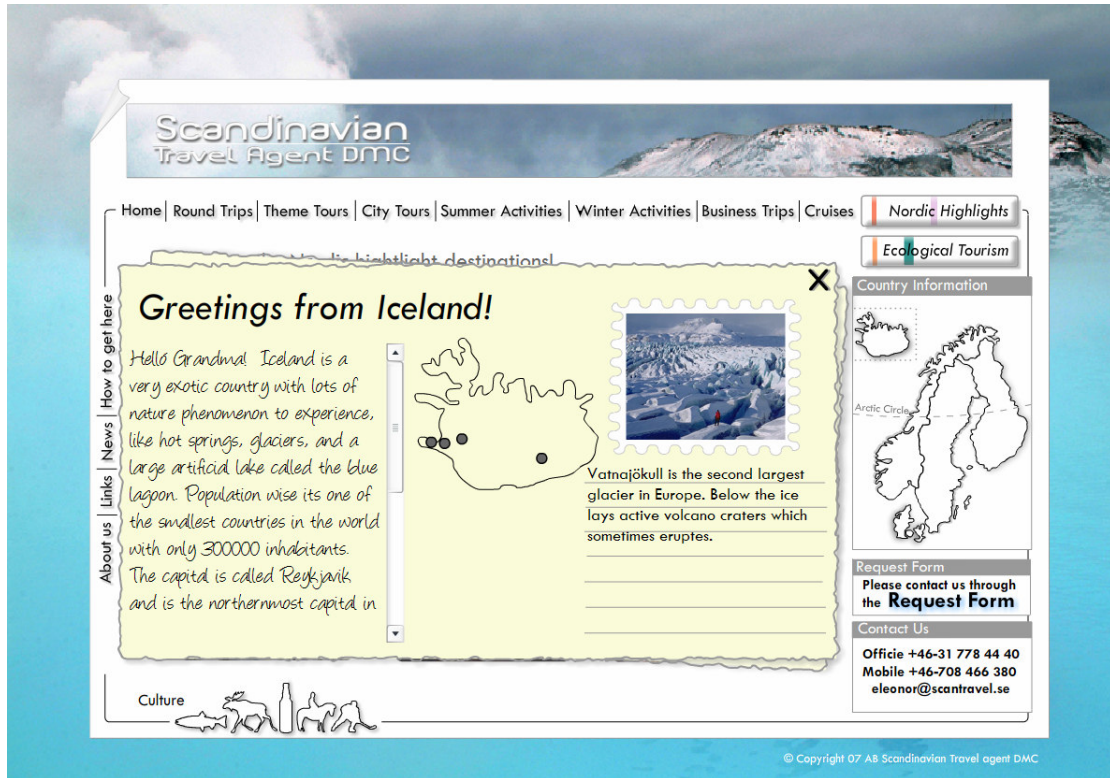 Scandinavian
Travel Agent DMC
Home | Round Trips | Theme Tours | City Tours | Summer Activities | Winter Activities | Business Trips | Cruises
Nordic Highlights
Ecological Tourism
hightlight destinations!
Greetings from Iceland!
Hello Grandma! Iceland is a
very exotic country with lots of
nature phenomenon to experience,
like hot springs, glaciers, and a
large artificial lake called the blue
lagoon. Population wise its one of
the smallest countries in the world
with only 300000 inhabitants.
The capital is called Reykjavik
and is the northernmost capital in
Vatnajökull is the second largest
glacier in Europe. Below the ice
lays active volcano craters which
sometimes eruptes.
About us | Links | News | How to get here
Country Information
Arctic Circle
Request Form
Please contact us through
the Request Form
Contact Us
Officie +46-31 778 44 40
Mobile +46-708 466 380
eleonor@scantravel.se
Culture
© Copyright 07 AB Scandinavian Travel agent DMC